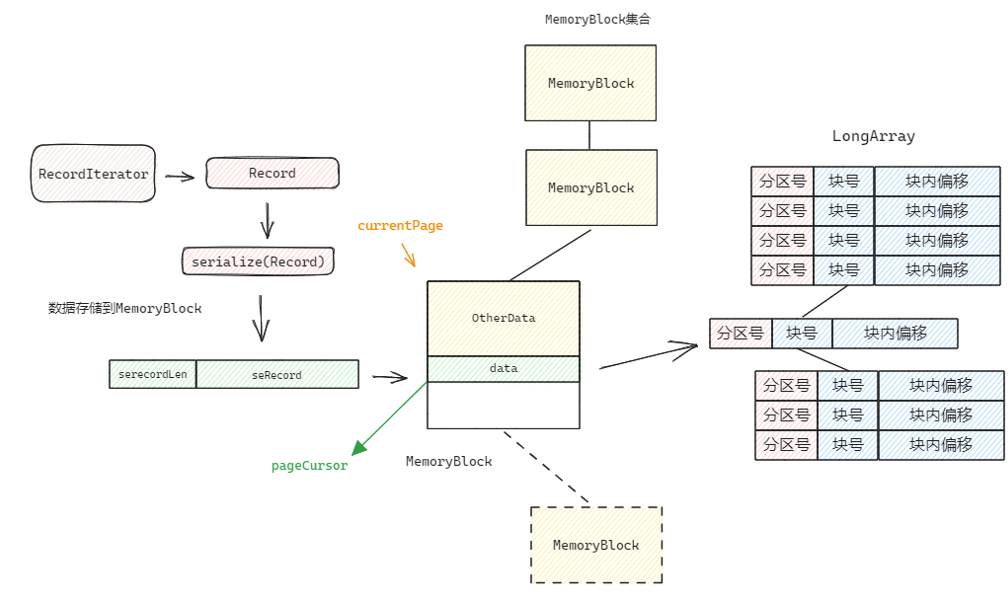 MemoryBlock集合
MemoryBlock
LongArray
RecordIterator
Record
MemoryBlock
分区号 块号 块内偏移
分区号 块号 块内偏移
分区号 块号 块内偏移
分区号 块号 块内偏移
currentPage
serialize(Record)
数据存储到MemoryBlock
OtherData
分区号 块号 块内偏移
serecordLen seRecord
data
分区号 块号 块内偏移
分区号 块号 块内偏移
分区号 块号 块内偏移
pageCursor
MemoryBlock
MemoryBlock